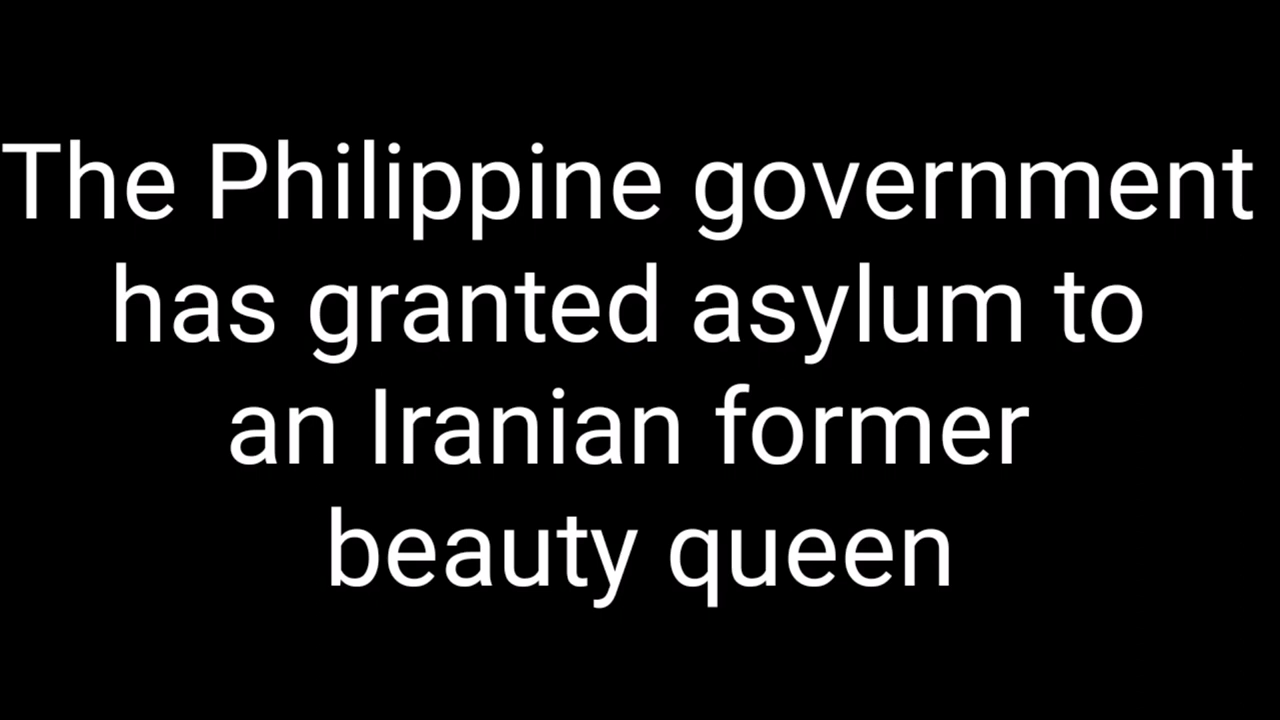 The Philippine government
has granted asylum to
an Iranian former
beauty queen